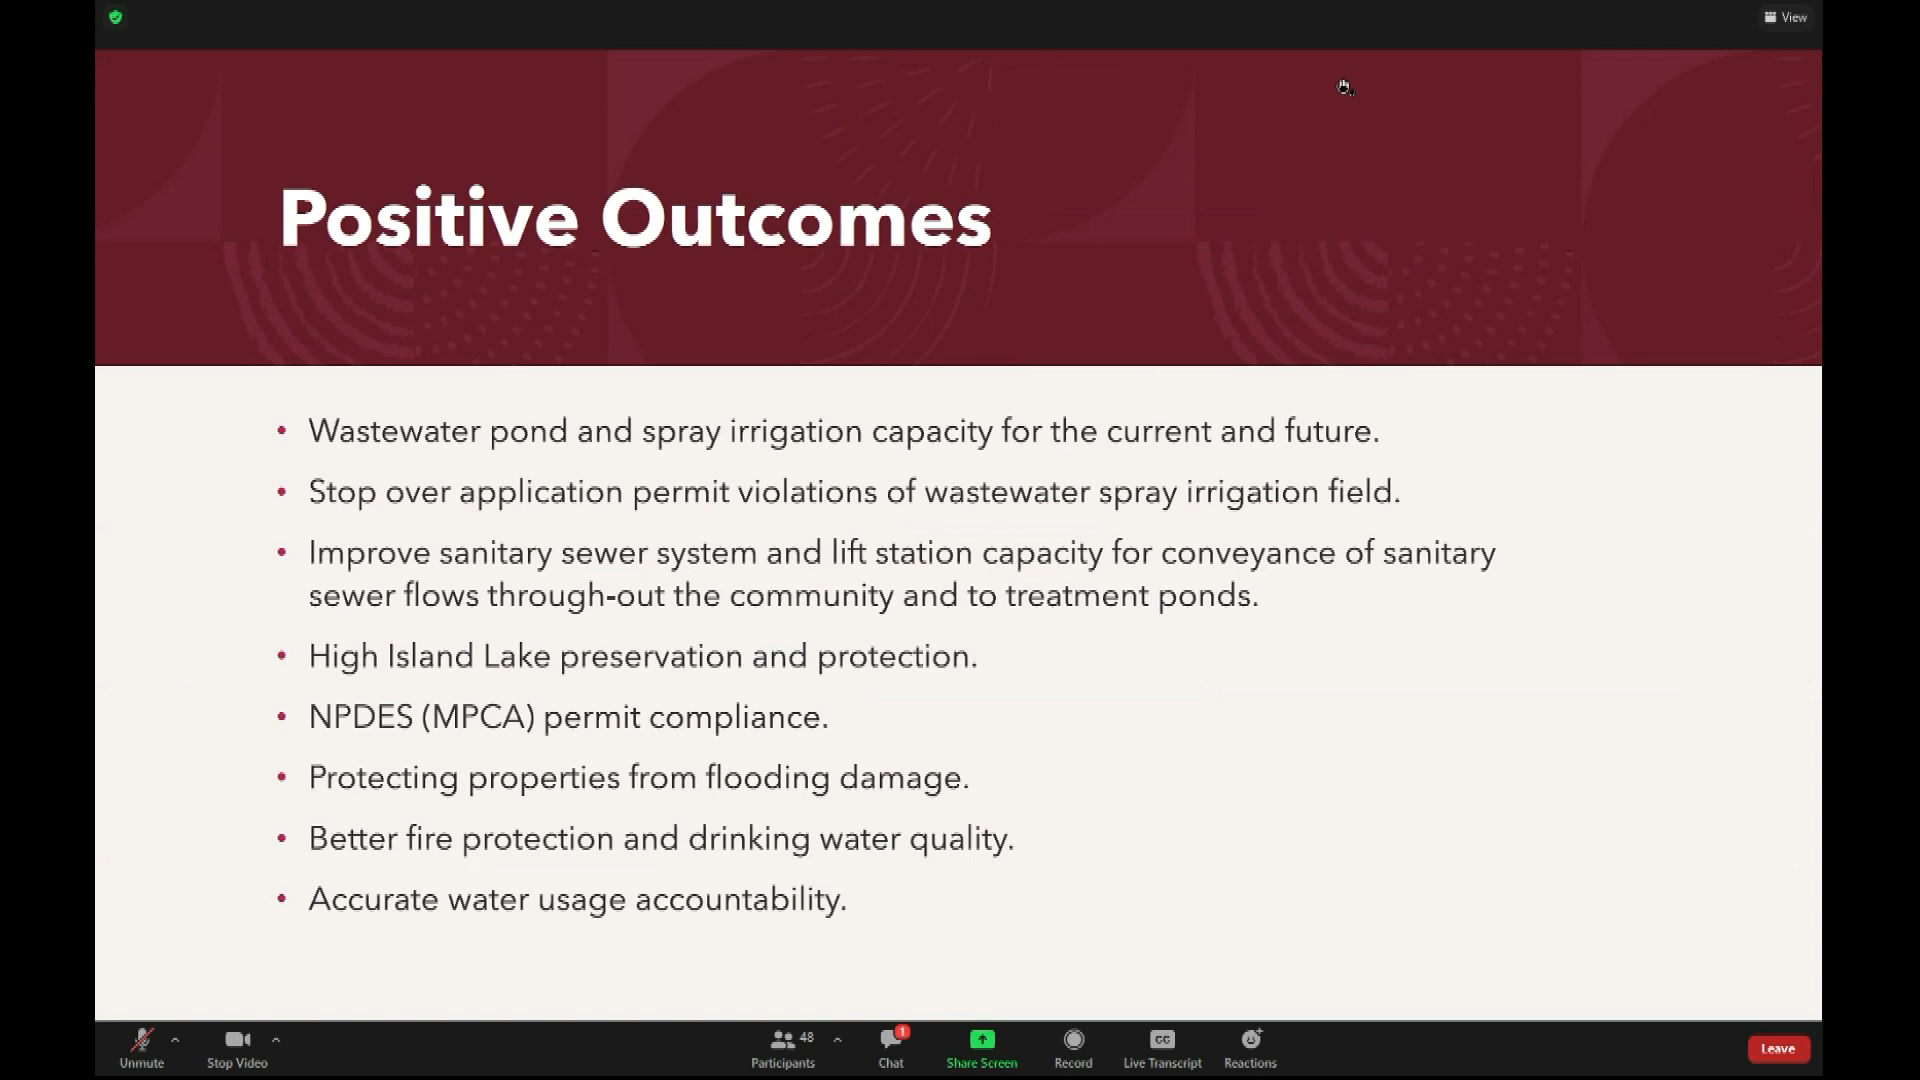 View
Positive Outcomes
• Wastewater pond and spray irrigation capacity for the current and future.
• Stop over application permit violations of wastewater spray irrigation field.
• Improve sanitary sewer system and lift station capacity for conveyance of sanitary
sewer flows through-out the community and to treatment ponds.
• High Island Lake preservation and protection.
• NPDES (MPCA) permit compliance.
• Protecting properties from flooding damage.
• Better fire protection and drinking water quality.
• Accurate water usage accountability.
48 1 CC
Unmute Stop Video Participants Chat Share Screen Record Live Transcript Reactions Leave